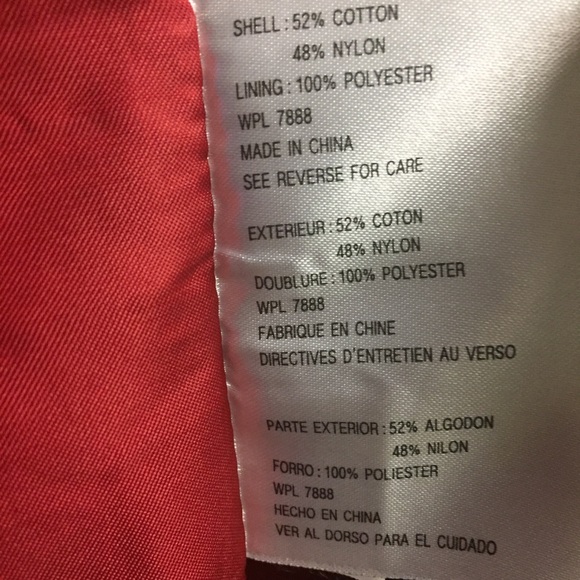 SHELL : 52% COTTON
48% NYLON
LINING : 100% POLYESTER
WPL 7888
MADE IN CHINA
SEE REVERSE FOR CARE
EXTERIEUR : 52% COTON
48% NYLON
DOUBLURE : 100% POLYESTER
WPL 7888
FABRIQUE EN CHINE
DIRECTIVES D'ENTRETIEN AU VERSO
PARTE EXTERIOR : 52% ALGODON
48% NILON
FORRO : 100% POLIESTER
WPL 7888
HECHO EN CHINA
VER AL DORSO PARA EL CUIDADO